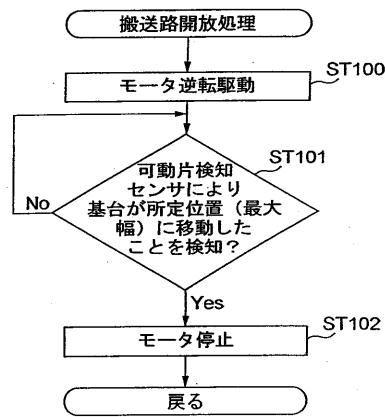 搬送路開放処理
ST100
モータ逆転駆動
ST101
可動片検知
センサにより
基台が所定位置（最大
幅）に移動した
ことを検知？
No
Yes
ST102
モータ停止
戻る